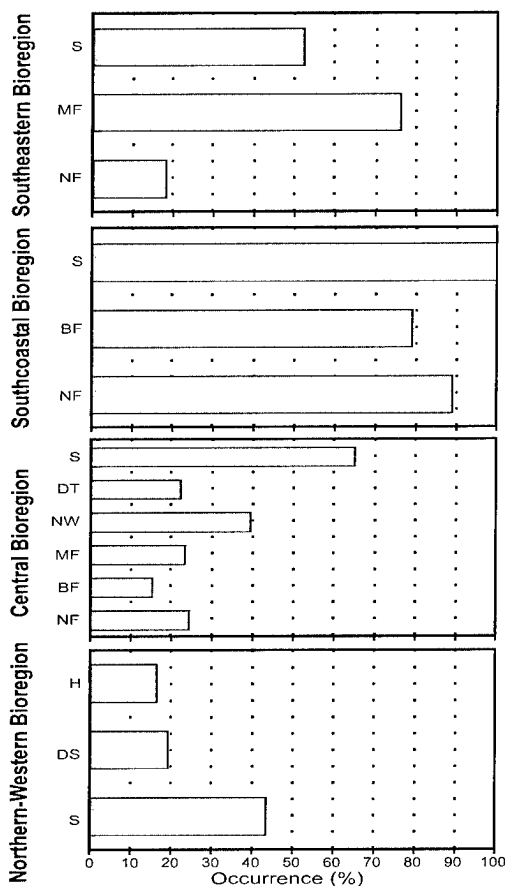 Southeastern Bioregion
S
MF
NF
Southcoastal Bioregion
S
BF
NF
Central Bioregion
S
DT
NW
MF
BF
NF
Northern-Western Bioregion
H
DS
S
0 10 20 30 40 50 60 70 80 90 100
Occurrence (%)